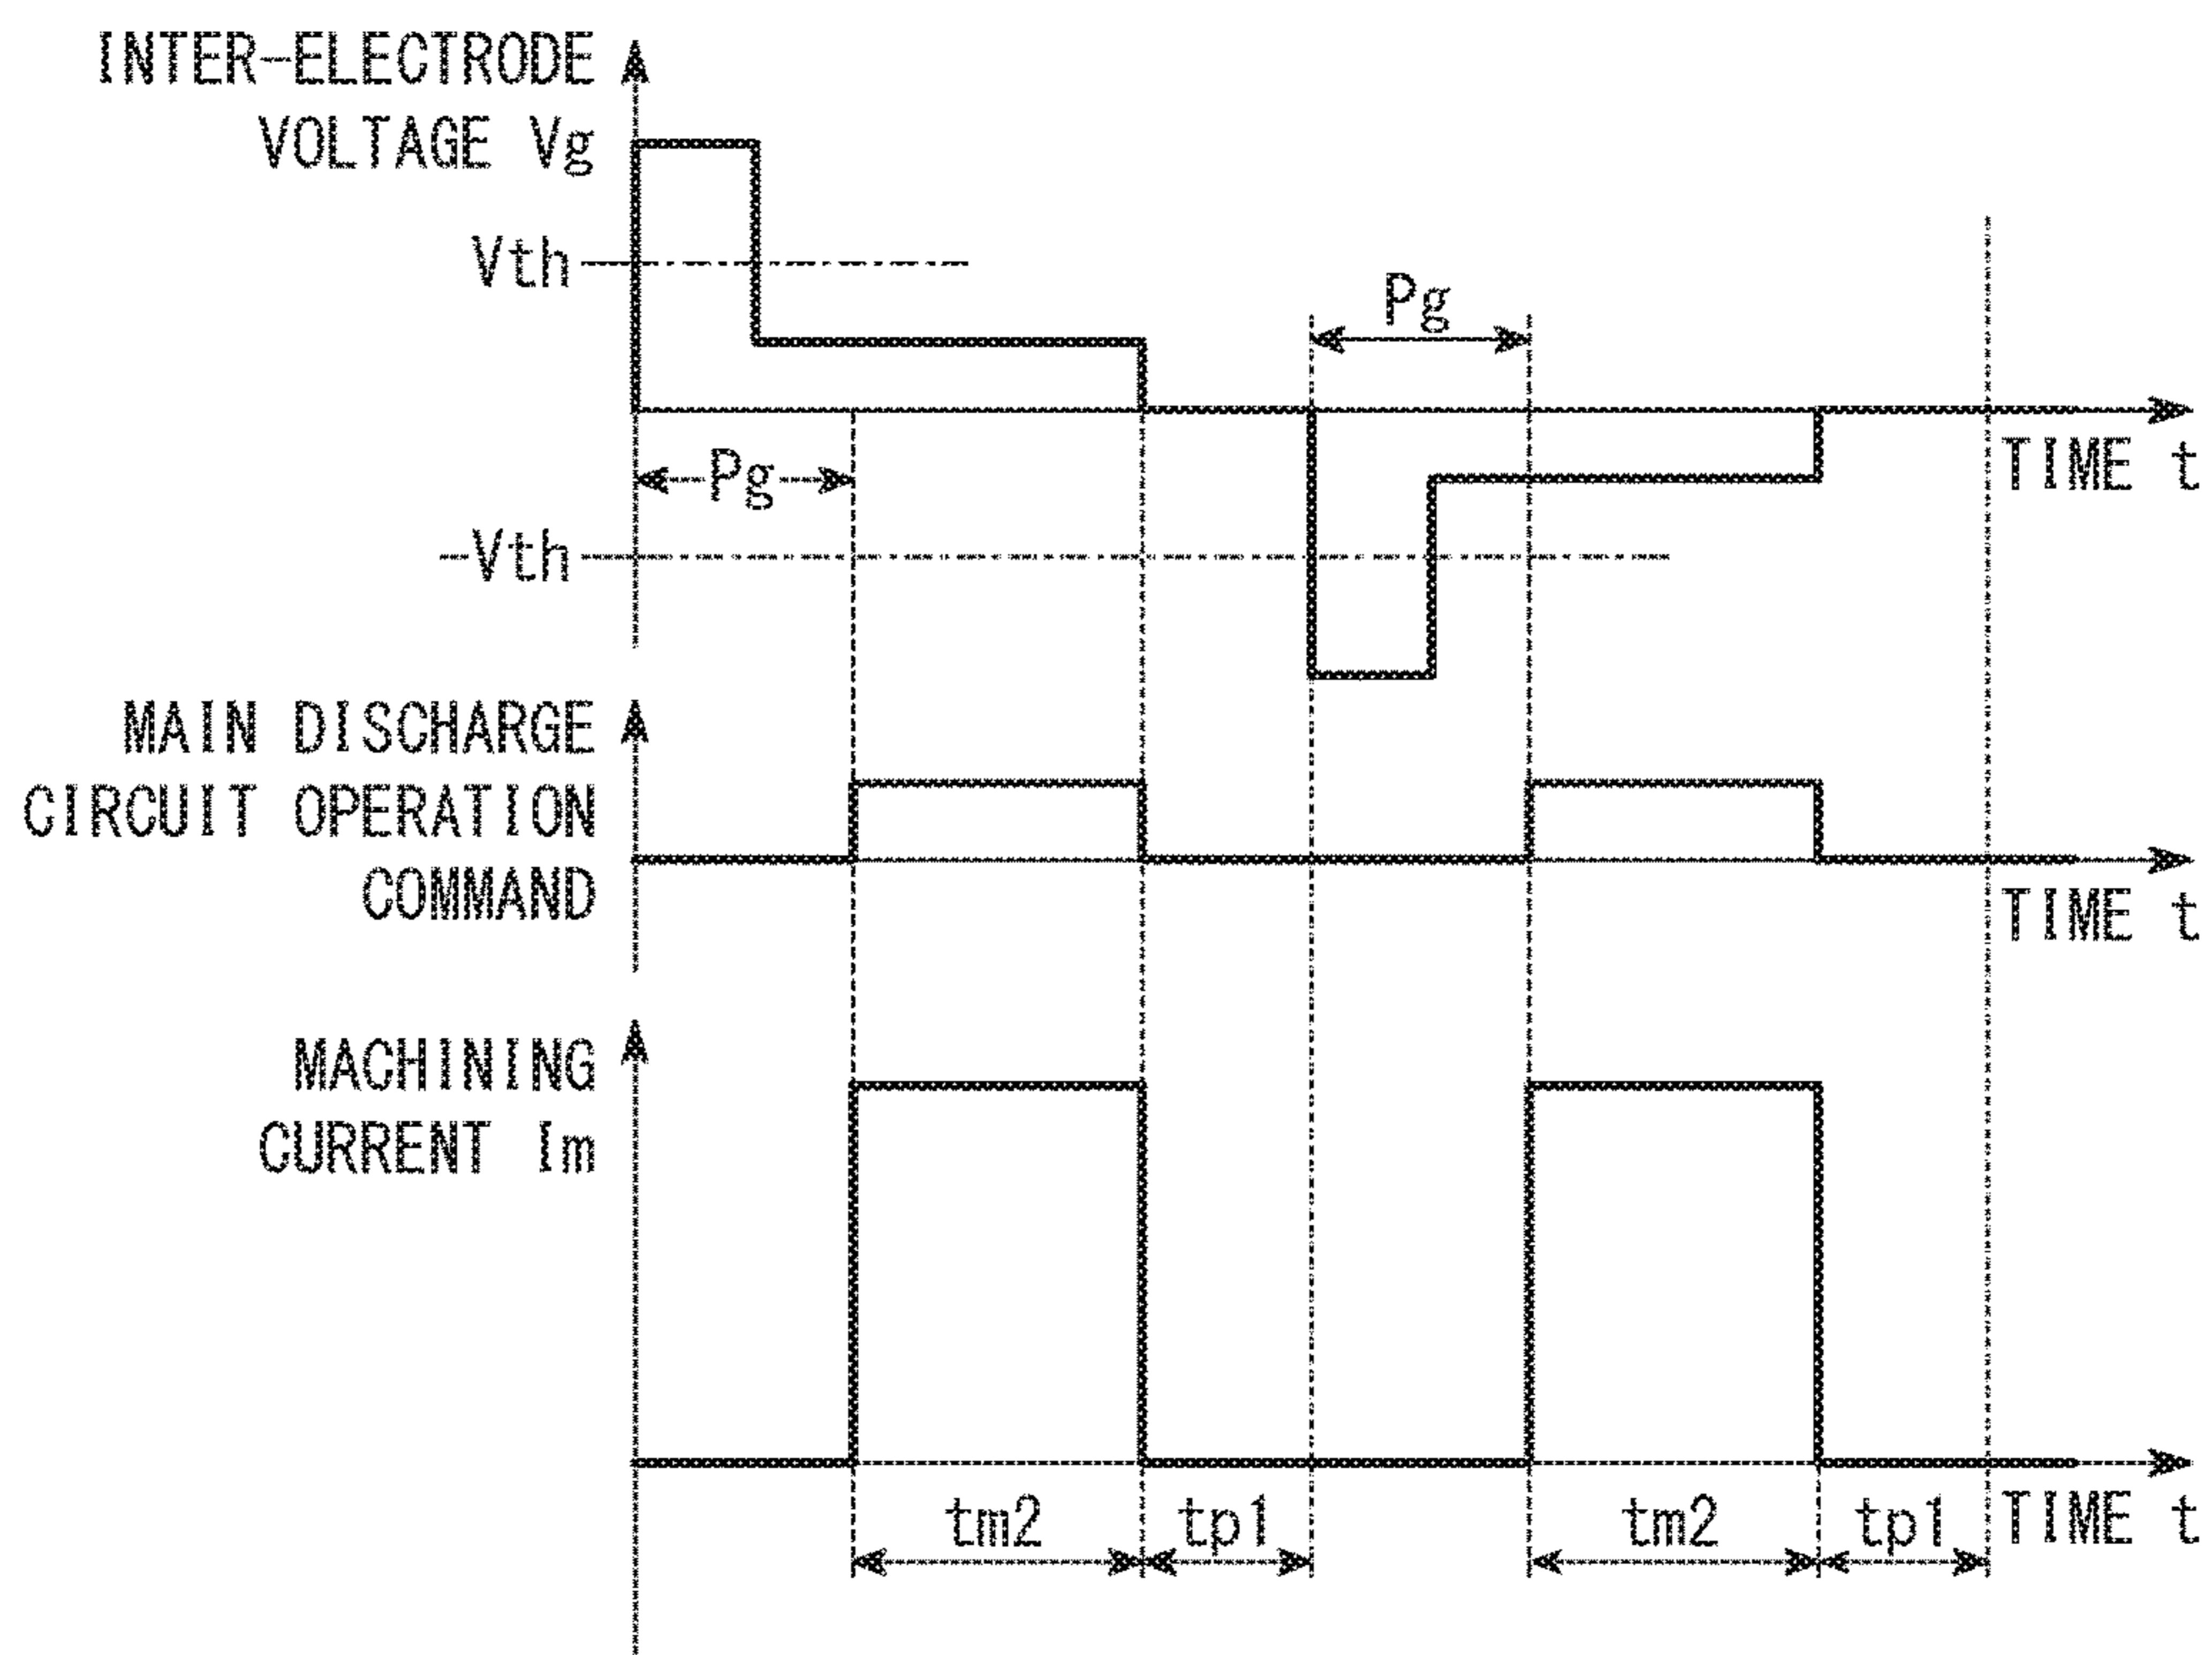 INTER-ELECTRODE
VOLTAGE Vg
Vth
Pg
TIME t
Pg
-Vth
MAIN DISCHARGE
CIRCUIT OPERATION
COMMAND
TIME t
MACHINING
CURRENT Im
tm2 tp1 tm2 tp1 TIME t